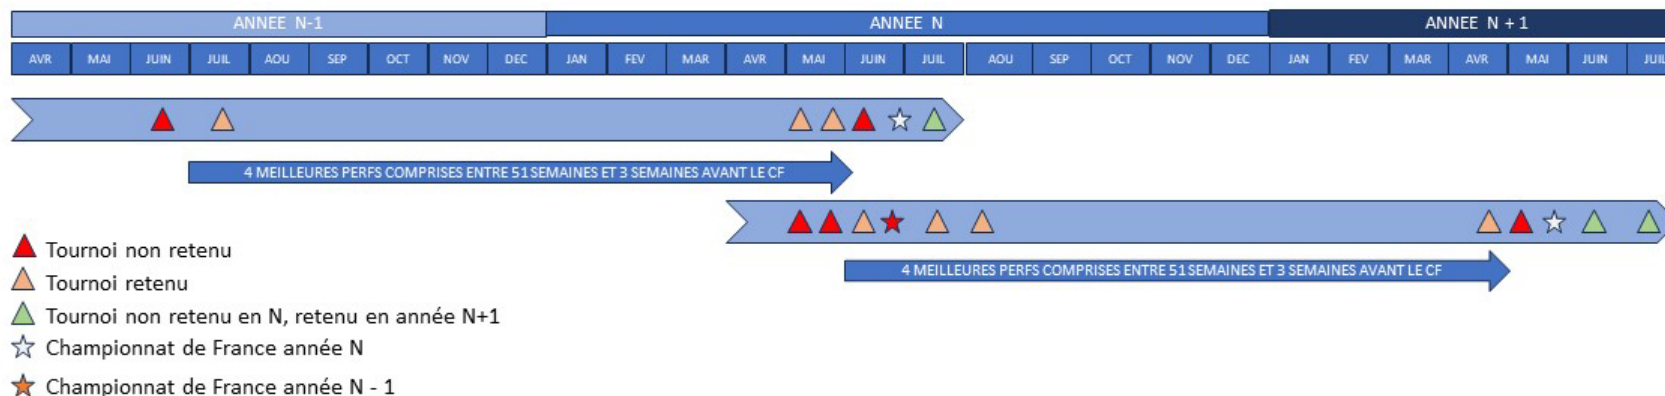 ANNEE N-1 ANNEE N ANNEE N + 1
AVR MAI JUIN JUIL AOU SEP OCT NOV DEC JAN FEV MAR AVR MAI JUIN JUIL AOU SEP OCT NOV DEC JAN FEV MAR AVR MAI JUIN JUIL
4 MEILLEURES PERFS COMPRISES ENTRE 51 SEMAINES ET 3 SEMAINES AVANT LE CF
4 MEILLEURES PERFS COMPRISES ENTRE 51 SEMAINES ET 3 SEMAINES AVANT LE CF
Tournoi non retenu
Tournoi retenu
Tournoi non retenu en N, retenu en année N+1
Championnat de France année N
Championnat de France année N - 1